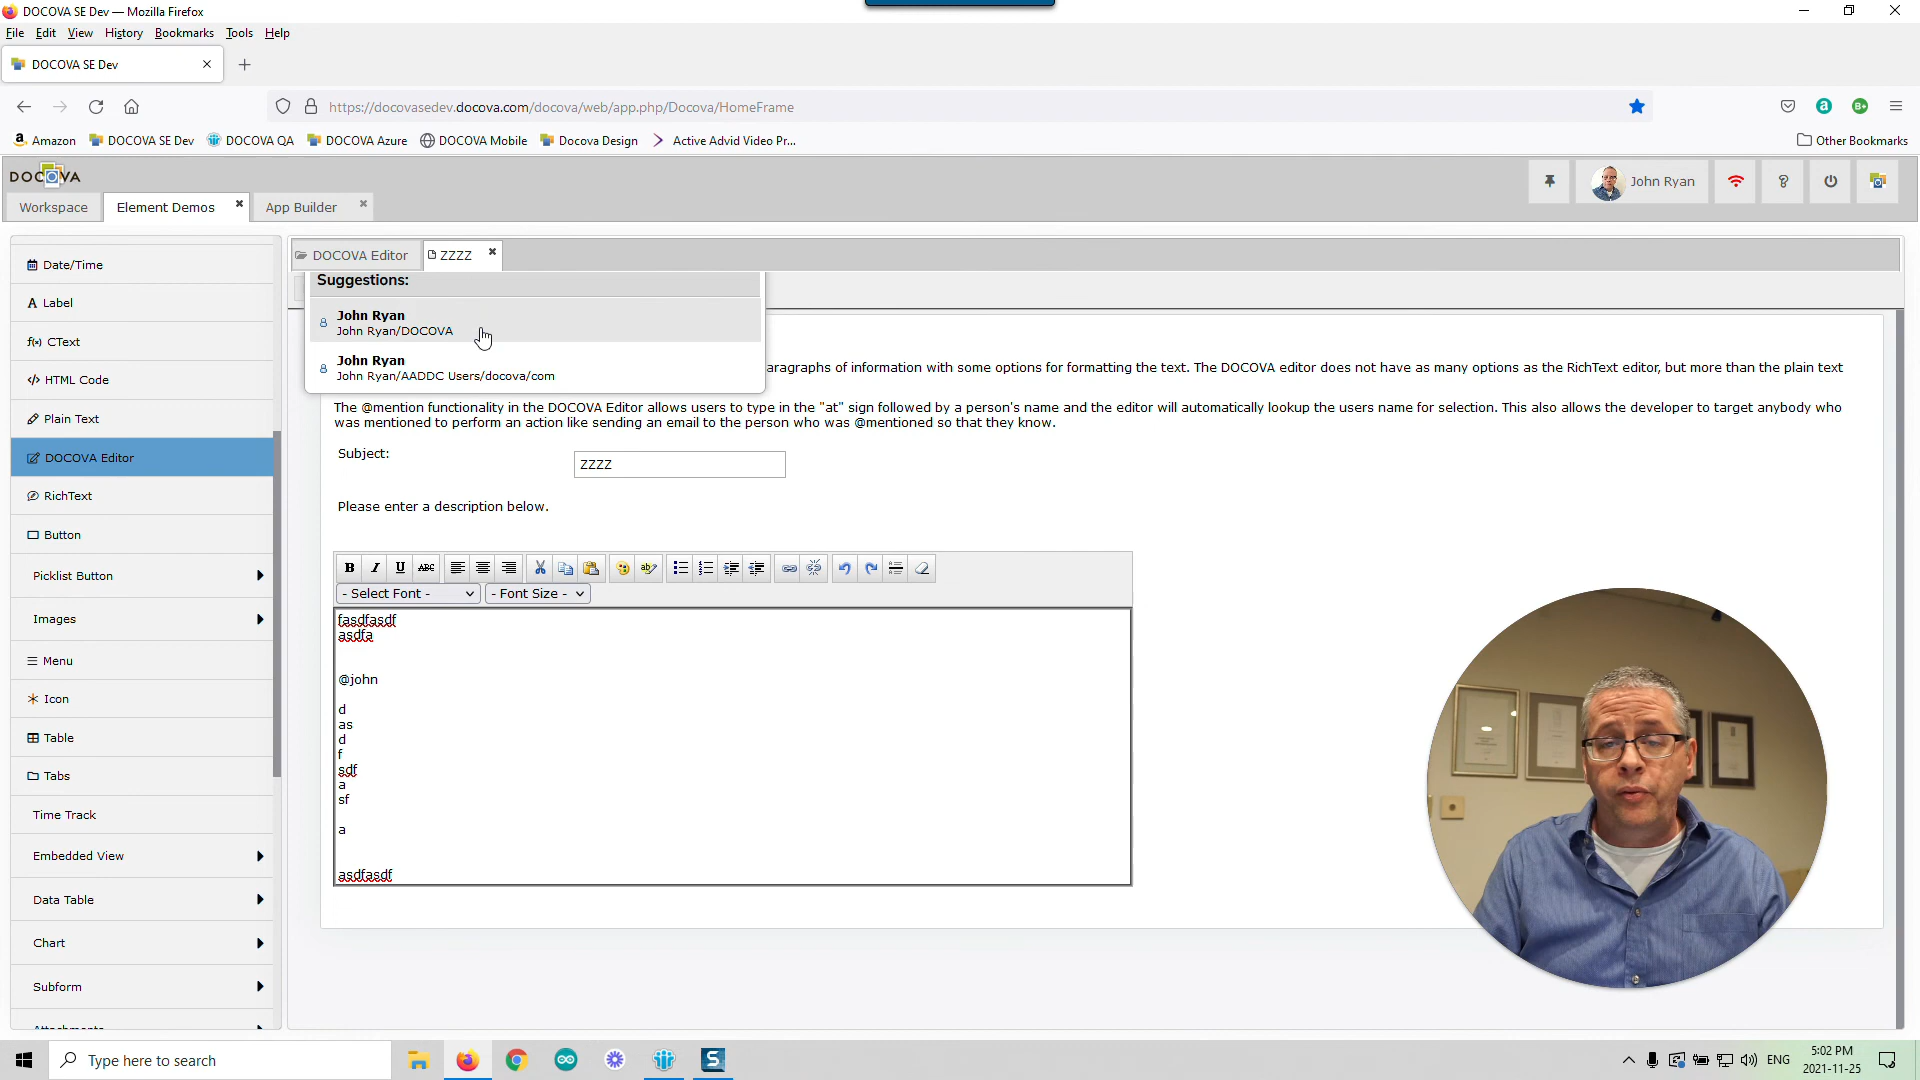 DOCOVA SE Dev — Mozilla Firefox
File Edit View History Bookmarks Tools Help
DOCOVA SE Dev
https://docovasedev.docova.com/docova/web/app.php/Docova/HomeFrame
Amazon DOCOVA SE Dev DOCOVA QA DOCOVA Azure DOCOVA Mobile Docova Design Active Advid Video Pr... Other Bookmarks
DOCOVA
John Ryan
Workspace Element Demos App Builder
Date/Time
Label
CText
HTML Code
Plain Text
DOCOVA Editor
RichText
Button
Picklist Button
Images
Menu
Icon
Table
Tabs
Time Track
Embedded View
Data Table
Chart
Subform
Attachments
DOCOVA Editor ZZZZ
Suggestions:
John Ryan
John Ryan/DOCOVA
John Ryan
John Ryan/AADDC Users/docova/com
aragraphs of information with some options for formatting the text. The DOCOVA editor does not have as many options as the RichText editor, but more than the plain text
The @mention functionality in the DOCOVA Editor allows users to type in the "at" sign followed by a person's name and the editor will automatically lookup the users name for selection. This also allows the developer to target anybody who
was mentioned to perform an action like sending an email to the person who was @mentioned so that they know.
Subject: ZZZZ
Please enter a description below.
B I U ABC
- Select Font - - Font Size -
fasdfasdf
asdfa
@john
d
as
d
f
sdf
a
sf
a
asdfasdf
Type here to search
ENG
5:02 PM
2021-11-25